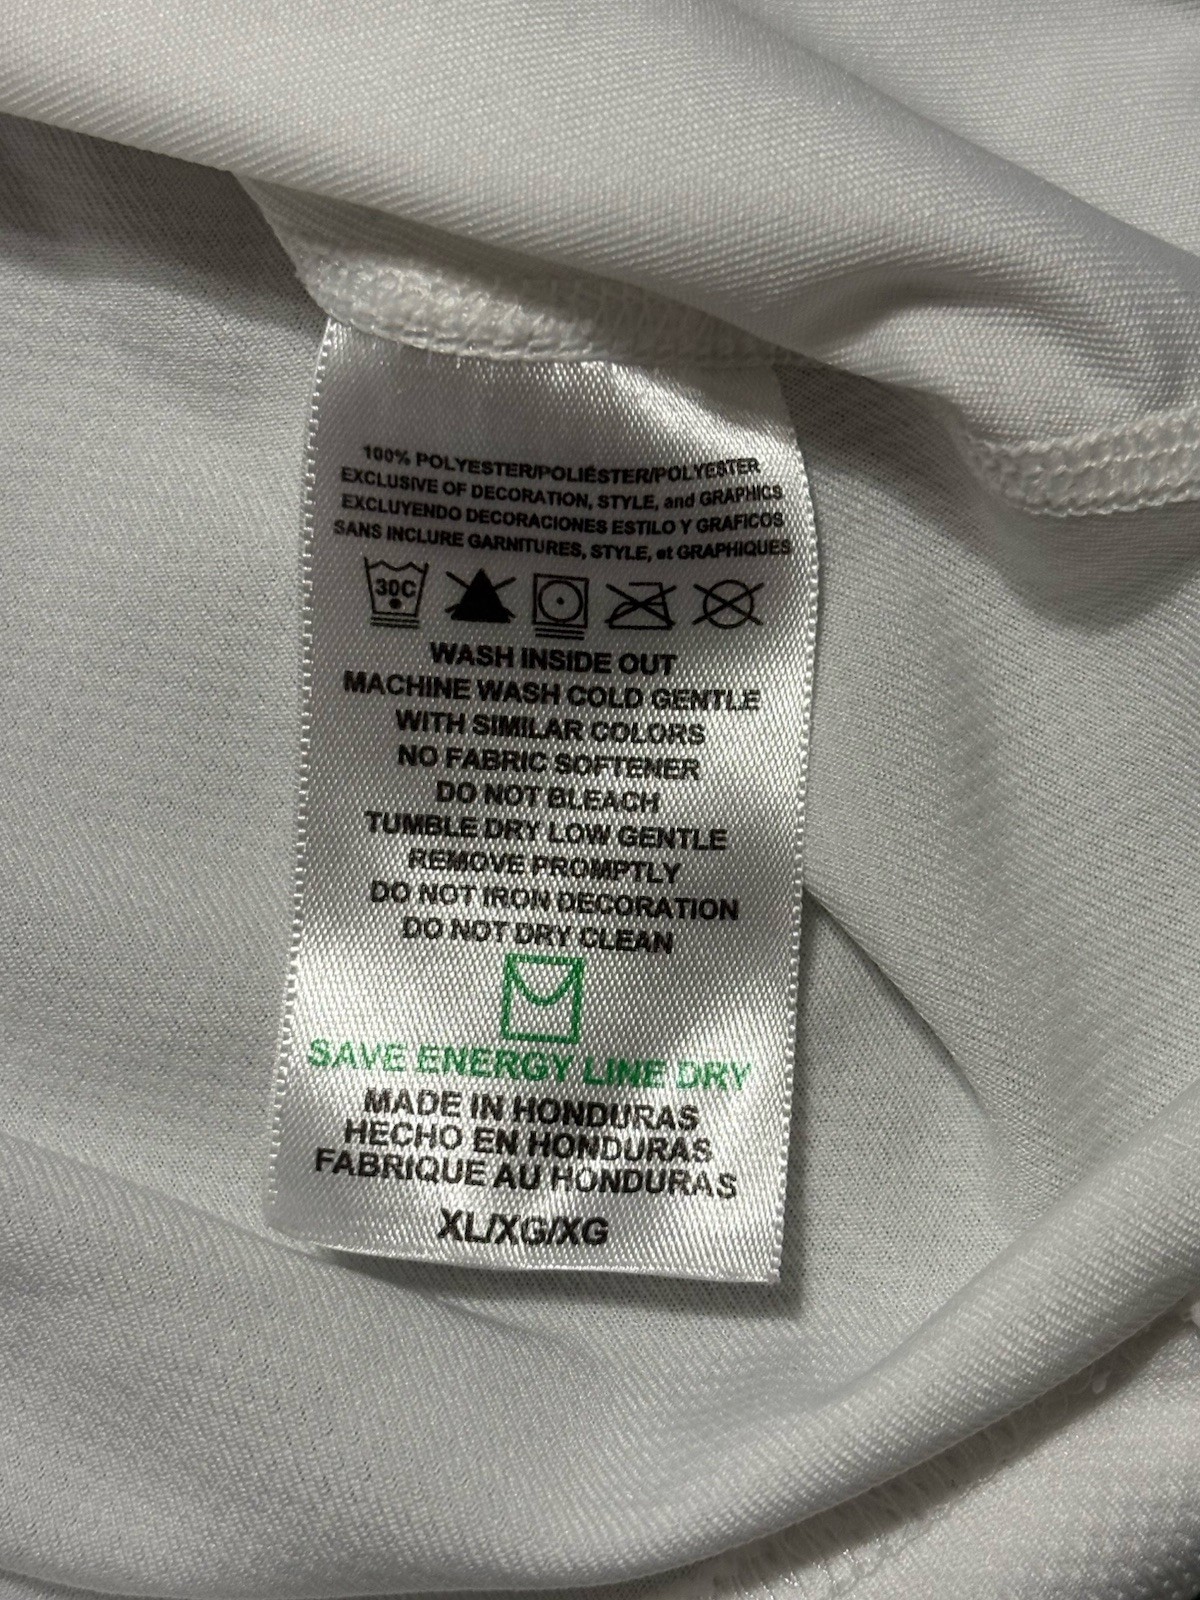 100% POLYESTER/POLIÉSTER/POLYESTER
EXCLUSIVE OF DECORATION, STYLE, and GRAPHICS
EXCLUYENDO DECORACIONES ESTILO Y GRAFICOS
SANS INCLURE GARNITURES, STYLE, et GRAPHIQUES
30C
WASH INSIDE OUT
MACHINE WASH COLD GENTLE
WITH SIMILAR COLORS
NO FABRIC SOFTENER
DO NOT BLEACH
TUMBLE DRY LOW GENTLE
REMOVE PROMPTLY
DO NOT IRON DECORATION
DO NOT DRY CLEAN
SAVE ENERGY LINE DRY
MADE IN HONDURAS
HECHO EN HONDURAS
FABRIQUE AU HONDURAS
XL/XG/XG